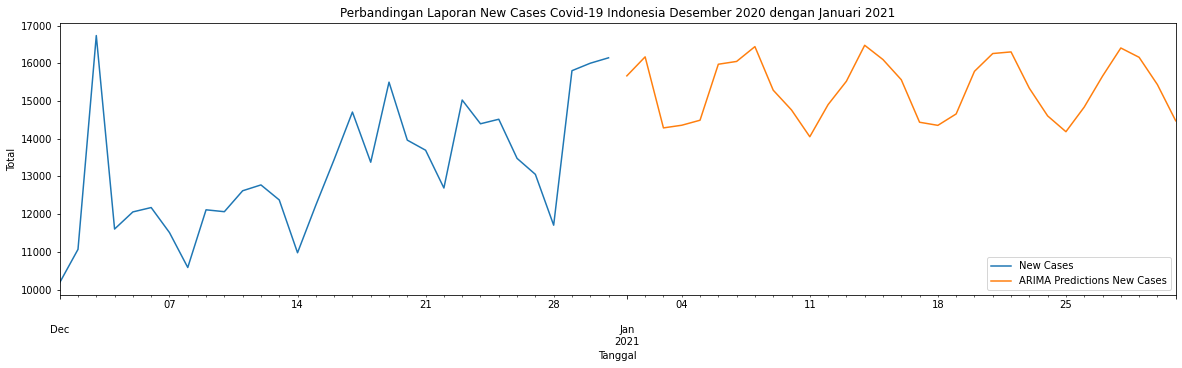 Perbandingan Laporan New Cases Covid-19 Indonesia Desember 2020 dengan Januari 2021
17000
16000
15000
14000
13000
12000
11000
10000
Total
New Cases
ARIMA Predictions New Cases
07 14 21 28 04 11 18 25
Dec Jan
2021
Tanggal